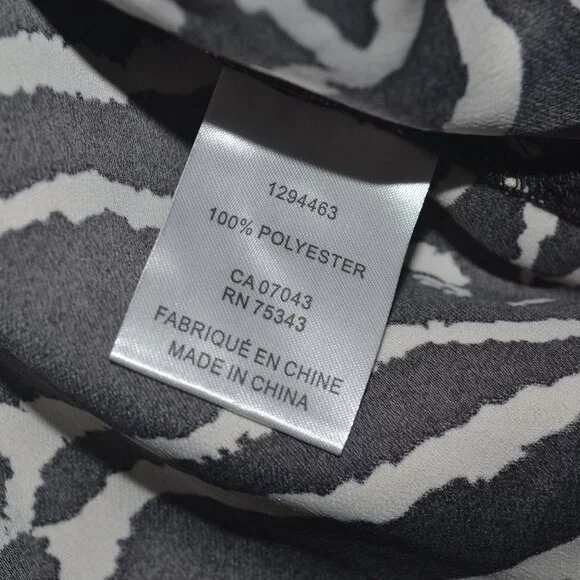 1294463
100% POLYESTER
CA 07043
RN 75343
FABRIQUÉ EN CHINE
MADE IN CHINA